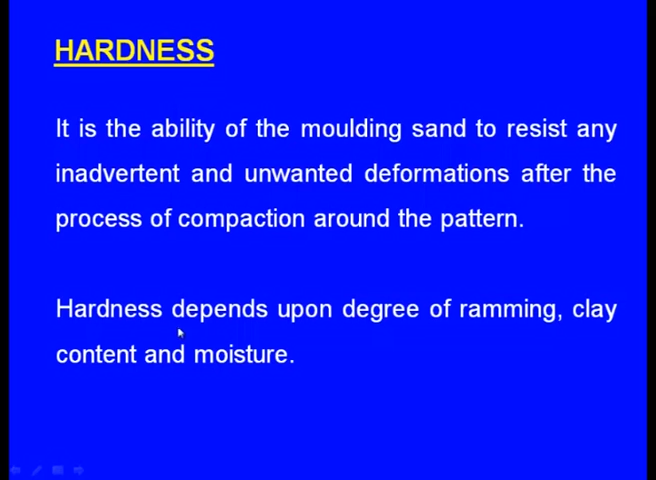 HARDNESS
It is the ability of the moulding sand to resist any
inadvertent and unwanted deformations after the
process of compaction around the pattern.
Hardness depends upon degree of ramming, clay
content and moisture.